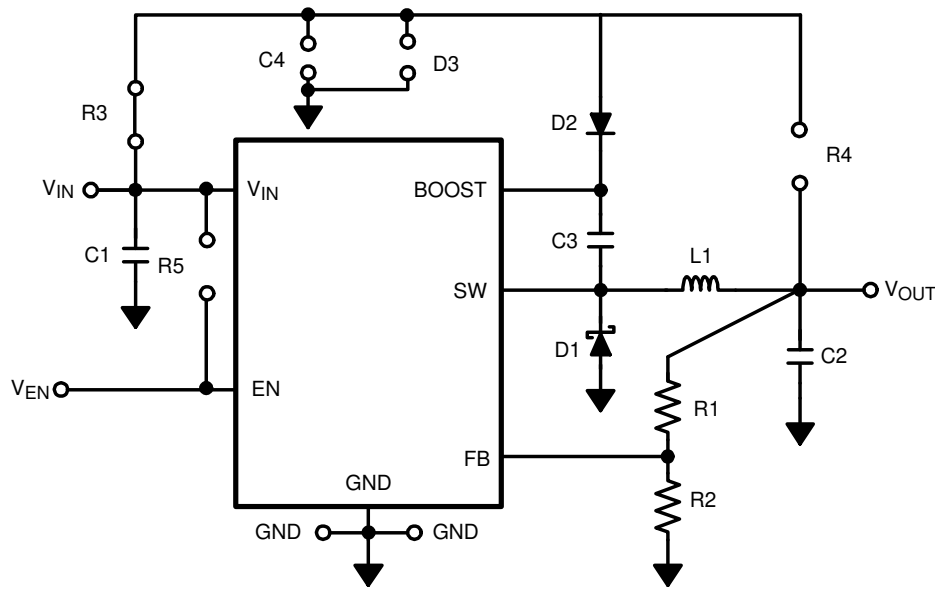 C4
D3
R3
D2
R4
VIN
VIN
BOOST
C1
R5
C3
L1
SW
VOUT
D1
C2
VEN
EN
R1
FB
GND
R2
GND
GND